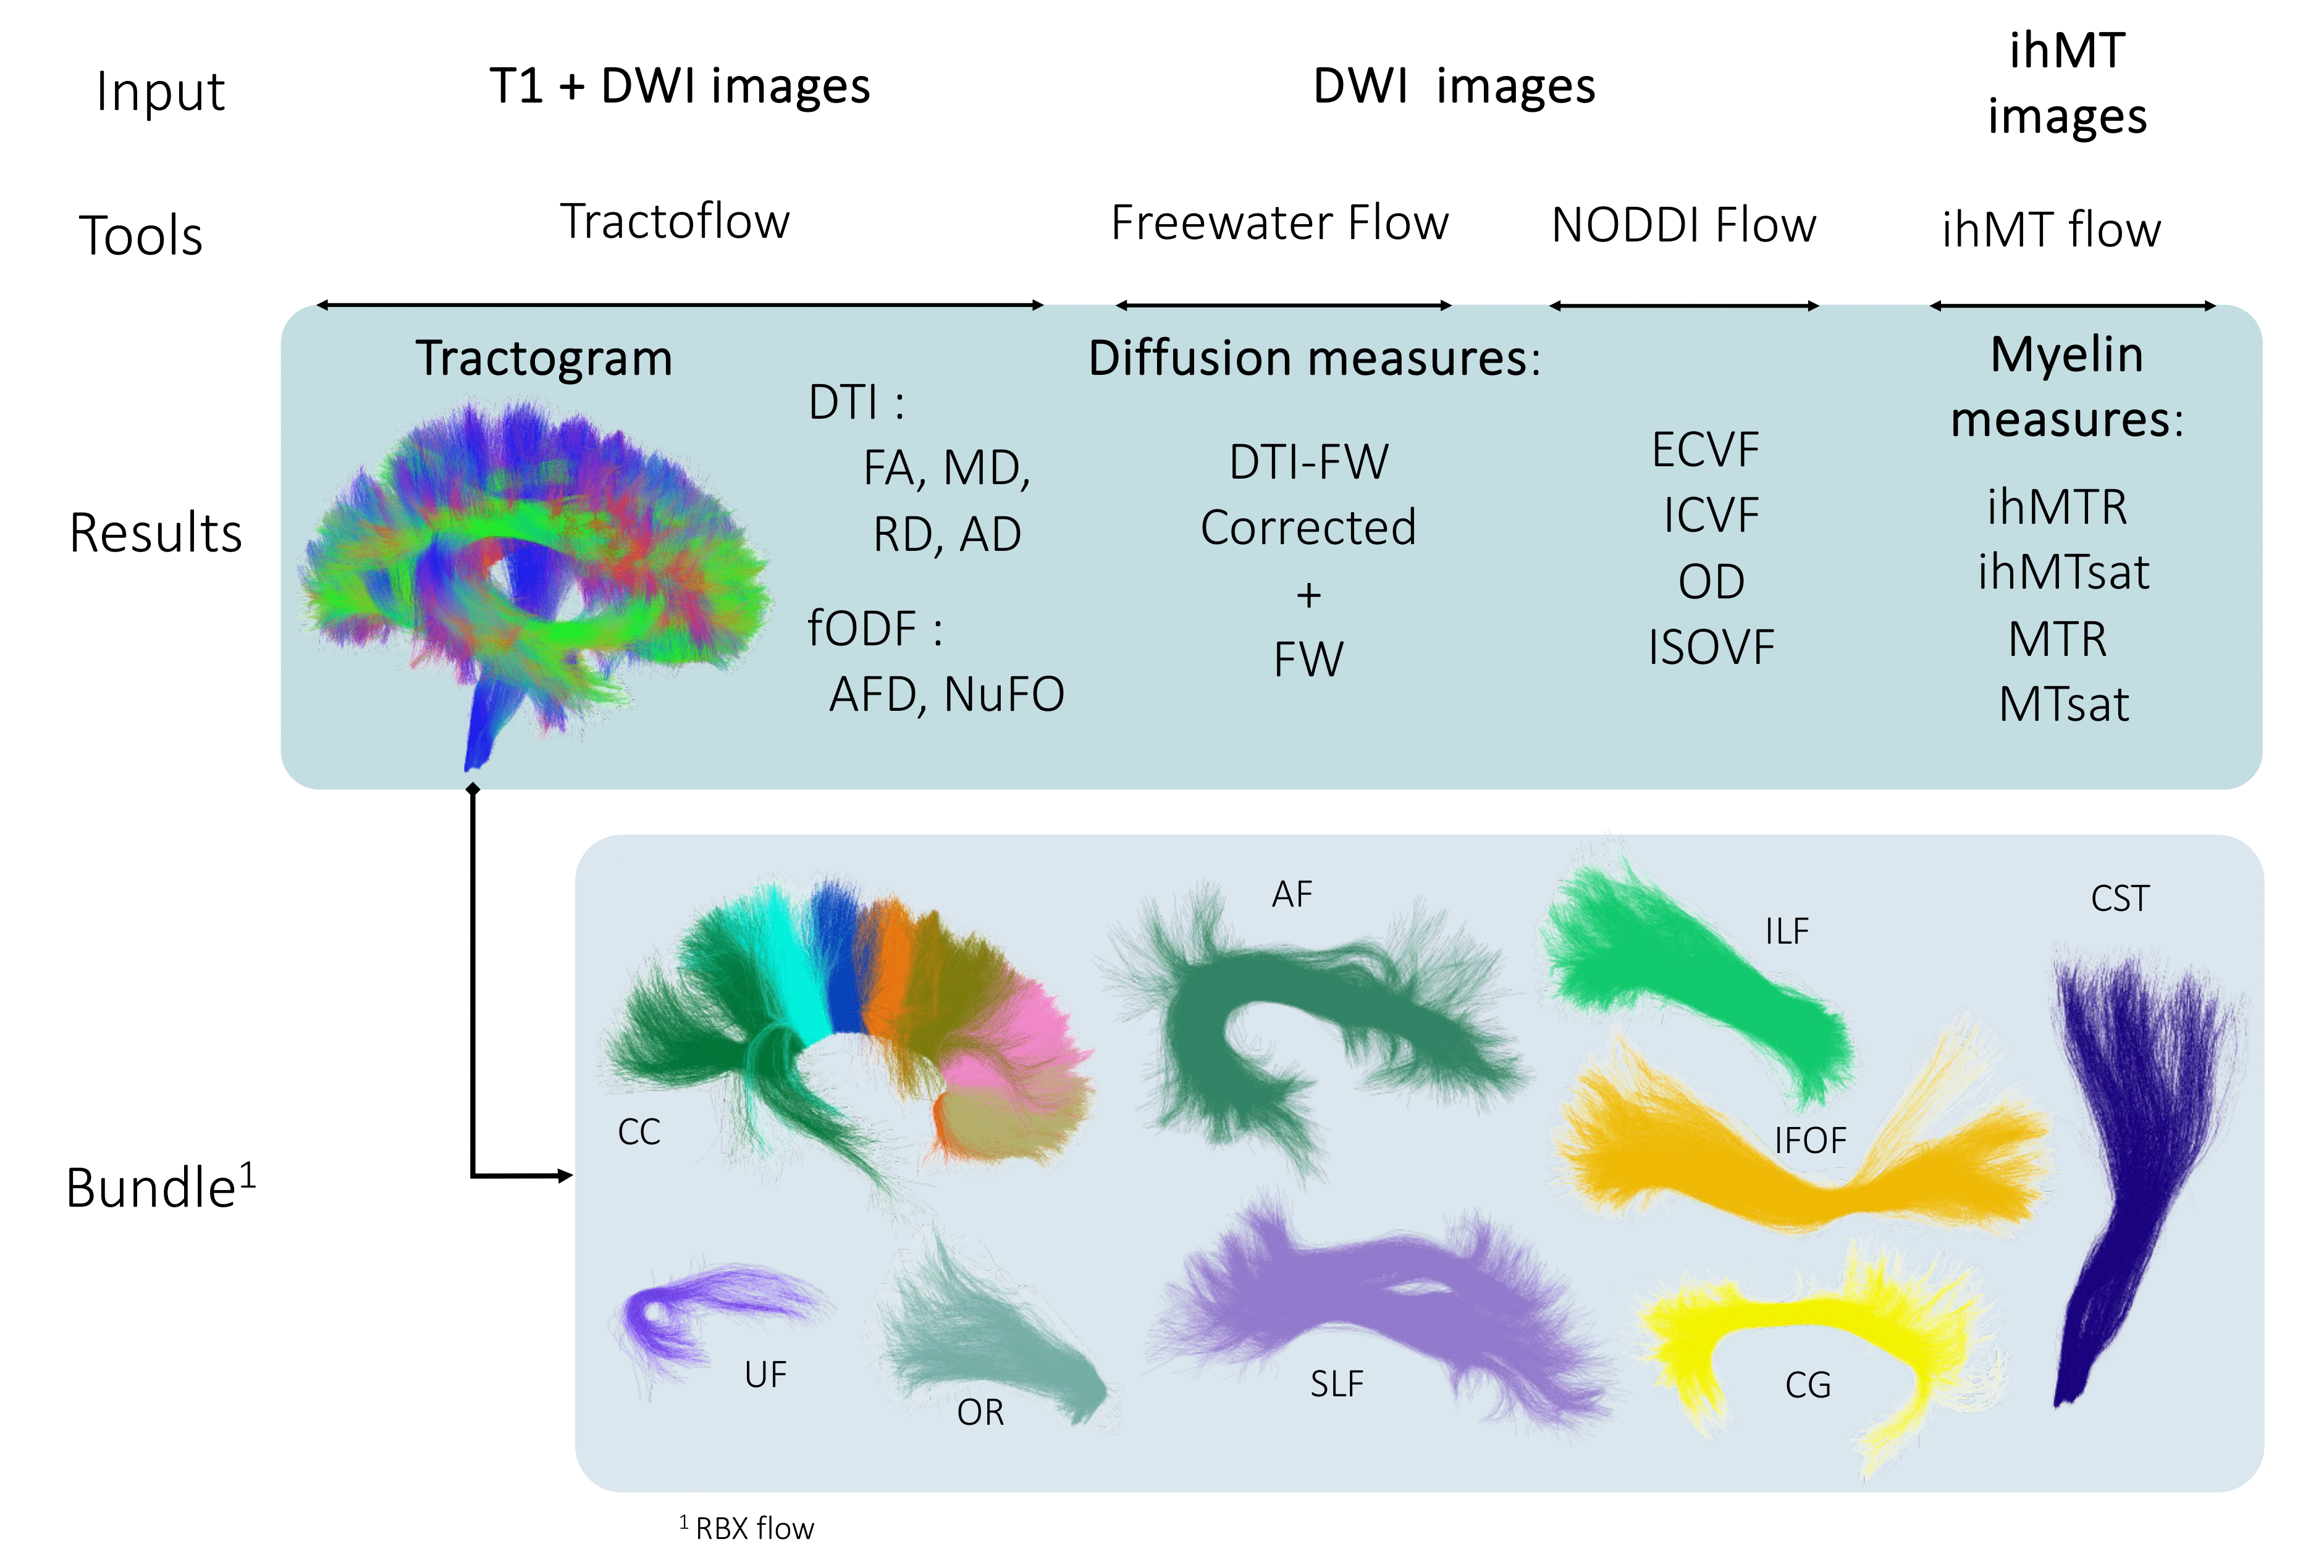 Input
T1 + DWI images
DWI images
ihMT
images
Tools
Tractoflow
Freewater Flow
NODDI Flow
ihMT flow
Results
Tractogram
DTI :
FA, MD,
RD, AD
fODF :
AFD, NuFO
Diffusion measures:
DTI-FW
Corrected
+
FW
ECVF
ICVF
OD
ISOVF
Myelin
measures:
ihMTR
ihMTsat
MTR
MTsat
Bundle¹
CC
AF
ILF
CST
IFOF
UF
OR
SLF
CG
¹ RBX flow